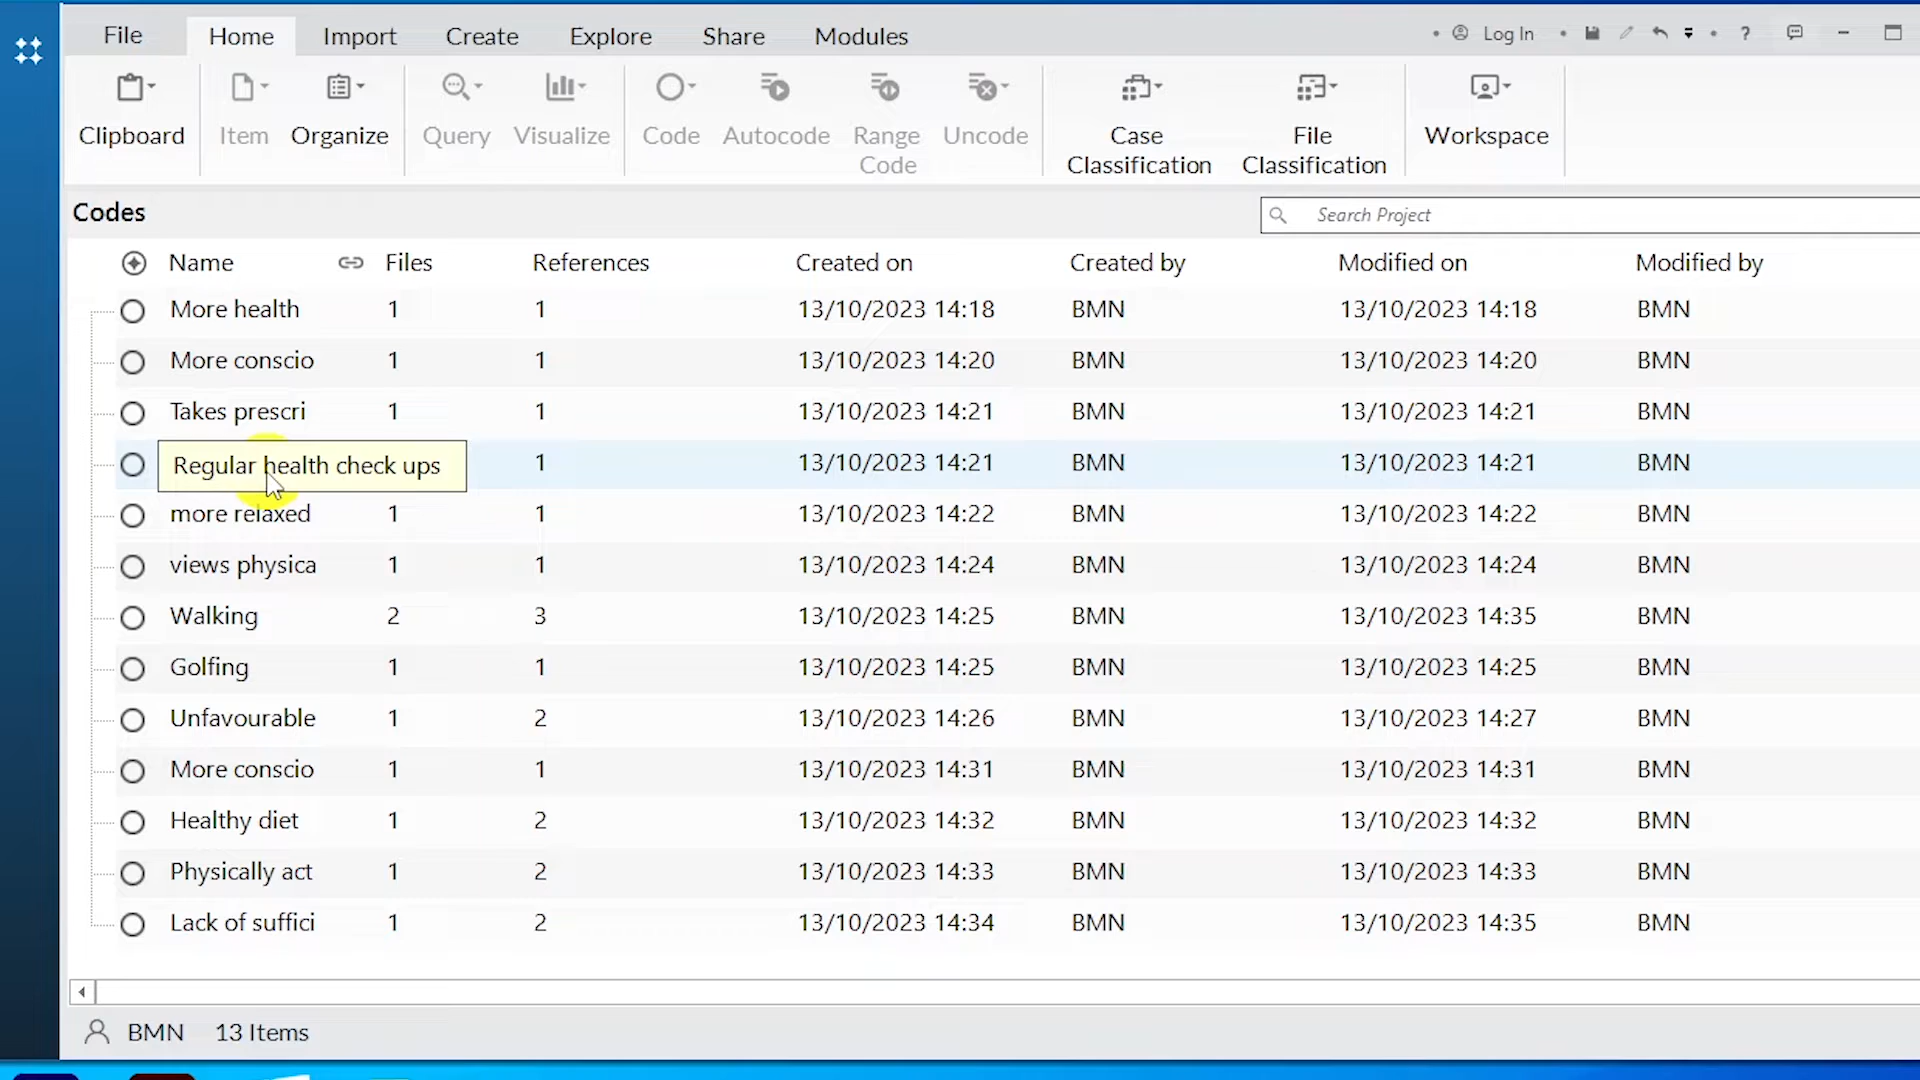 File Home Import Create Explore Share Modules Log In ?
Clipboard Item Organize Query Visualize Code Autocode Range Code Uncode Case Classification File Classification Workspace
Codes Search Project
Name Files References Created on Created by Modified on Modified by
More health 1 1 13/10/2023 14:18 BMN 13/10/2023 14:18 BMN
More conscio 1 1 13/10/2023 14:20 BMN 13/10/2023 14:20 BMN
Takes prescri 1 1 13/10/2023 14:21 BMN 13/10/2023 14:21 BMN
Regular health check ups 1 13/10/2023 14:21 BMN 13/10/2023 14:21 BMN
more relaxed 1 1 13/10/2023 14:22 BMN 13/10/2023 14:22 BMN
views physica 1 1 13/10/2023 14:24 BMN 13/10/2023 14:24 BMN
Walking 2 3 13/10/2023 14:25 BMN 13/10/2023 14:35 BMN
Golfing 1 1 13/10/2023 14:25 BMN 13/10/2023 14:25 BMN
Unfavourable 1 2 13/10/2023 14:26 BMN 13/10/2023 14:27 BMN
More conscio 1 1 13/10/2023 14:31 BMN 13/10/2023 14:31 BMN
Healthy diet 1 2 13/10/2023 14:32 BMN 13/10/2023 14:32 BMN
Physically act 1 2 13/10/2023 14:33 BMN 13/10/2023 14:33 BMN
Lack of suffici 1 2 13/10/2023 14:34 BMN 13/10/2023 14:35 BMN
BMN 13 Items